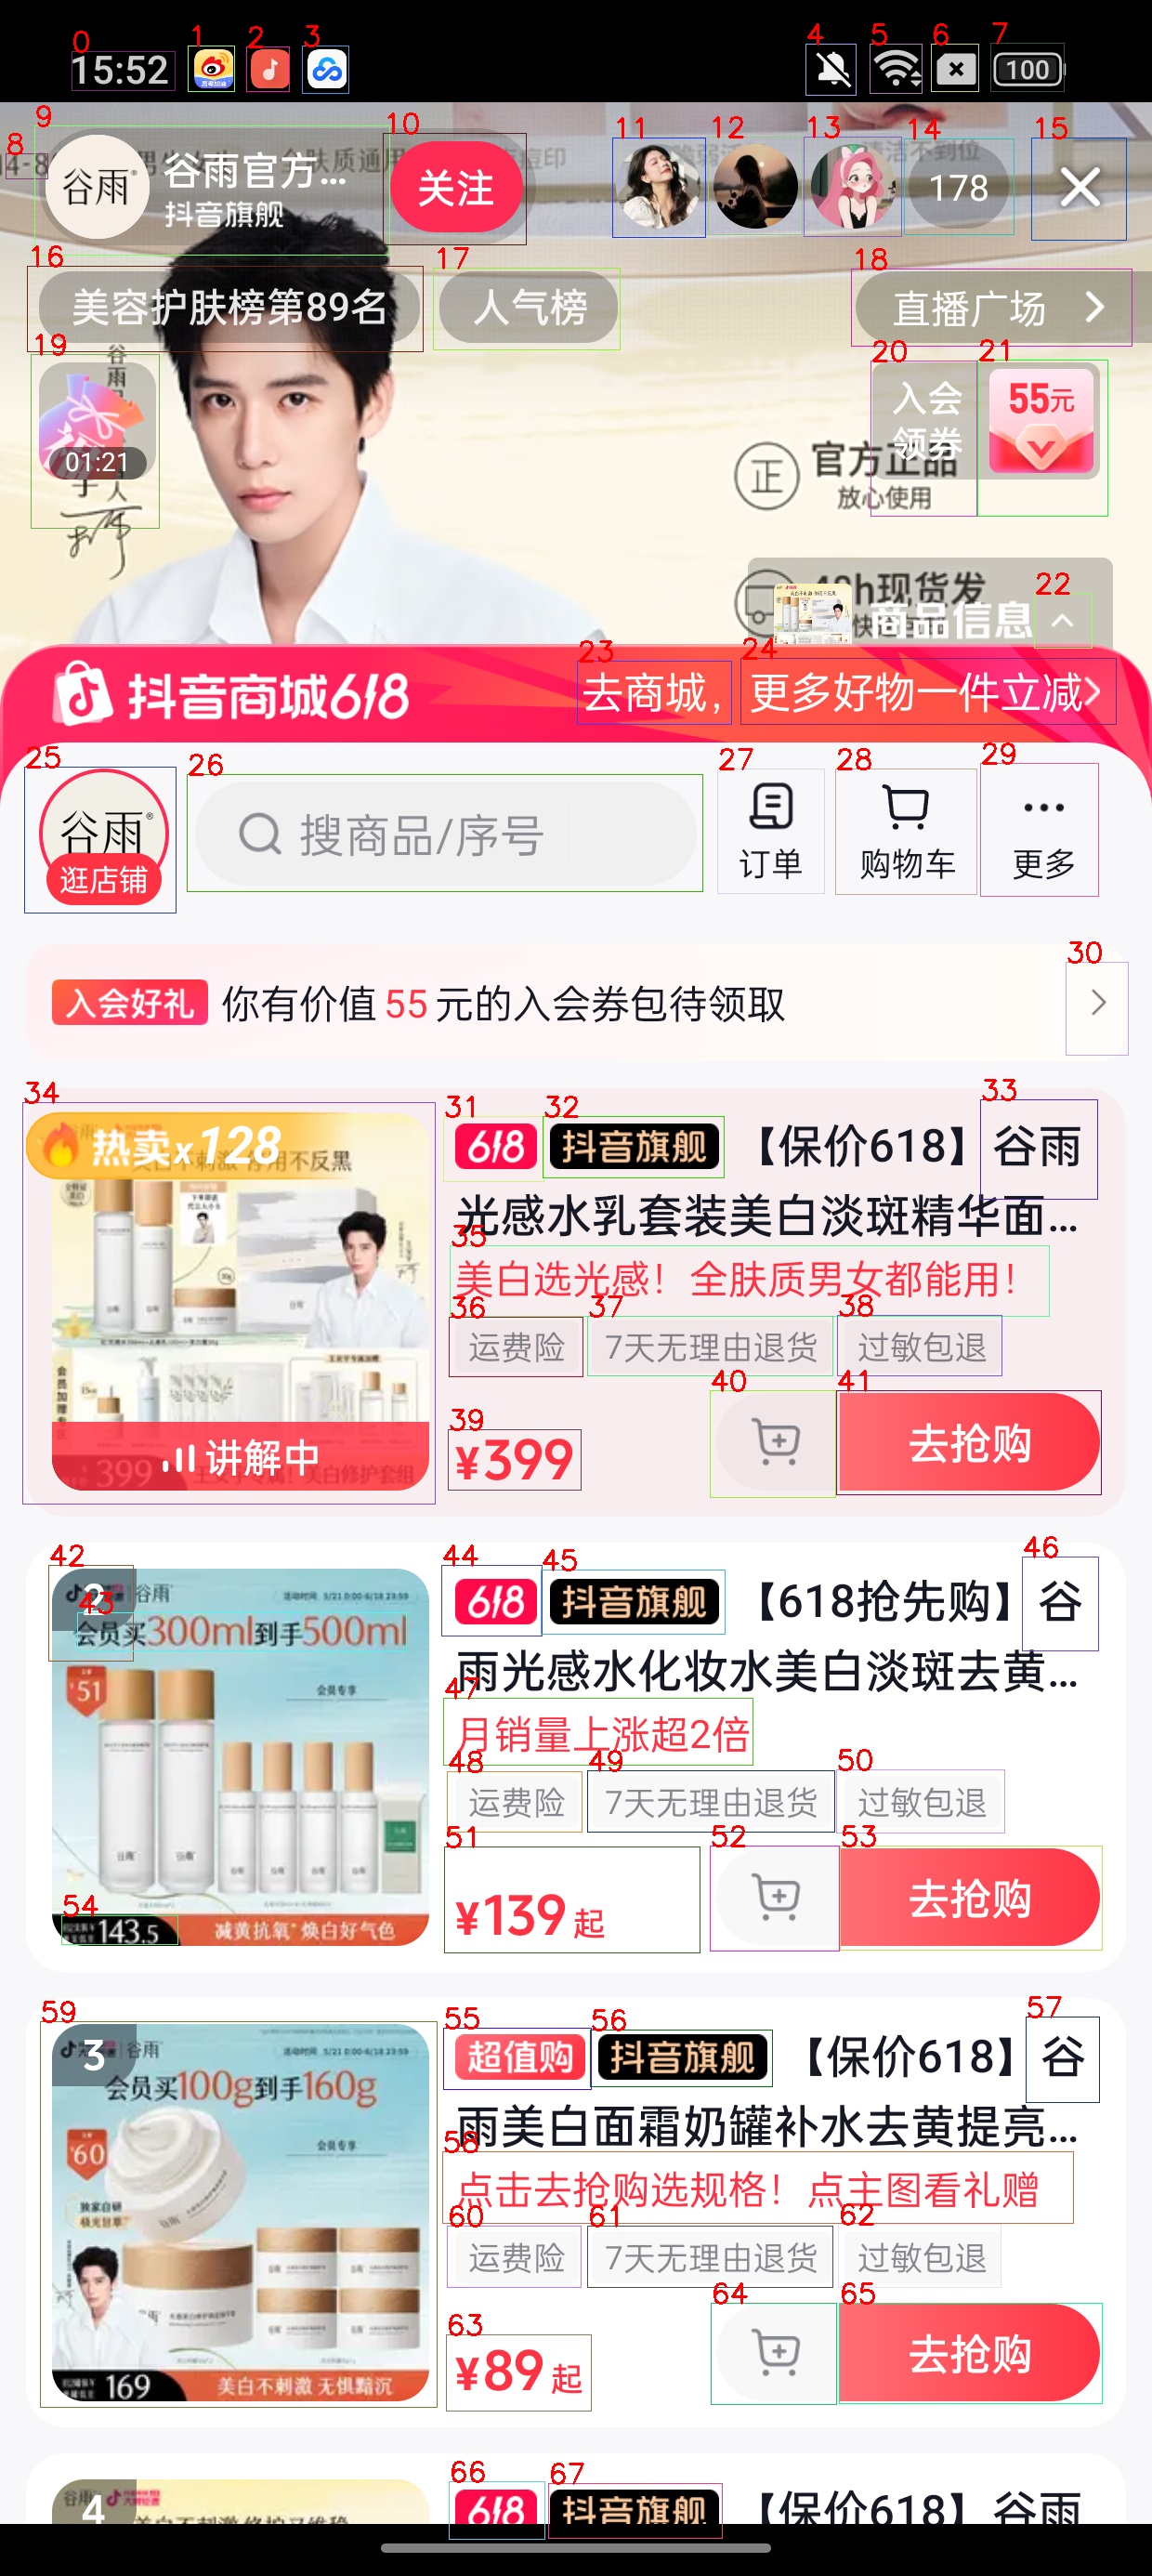 15:52
100
谷雨官方...
抖音旗舰
关注
178
美容护肤榜第89名
人气榜
直播广场
01:21
入会
领券
55元
正
官方正品
放心使用
48h现货发
商品信息
抖音商城618
去商城，更多好物一件立减
谷雨
逛店铺
搜商品/序号
订单
购物车
更多
入会好礼
你有价值 55 元的入会券包待领取
热卖x128
讲解中
618 抖音旗舰 【保价618】谷雨
光感水乳套装美白淡斑精华面...
美白选光感！全肤质男女都能用！
运费险 7天无理由退货 过敏包退
¥399
去抢购
2
谷雨
会员买300ml到手500ml
会员专享
51
143.5
减黄抗氧 焕白好气色
618 抖音旗舰 【618抢先购】谷
雨光感水化妆水美白淡斑去黄...
月销量上涨超2倍
运费险 7天无理由退货 过敏包退
¥139起
去抢购
3
谷雨
会员买100g到手160g
会员专享
60
169
美白不刺激 无惧黯沉
超值购 抖音旗舰 【保价618】谷
雨美白面霜奶罐补水去黄提亮...
点击去抢购选规格！点主图看礼赠
运费险 7天无理由退货 过敏包退
¥89起
去抢购
4
618 抖音旗舰 【保价618】谷雨